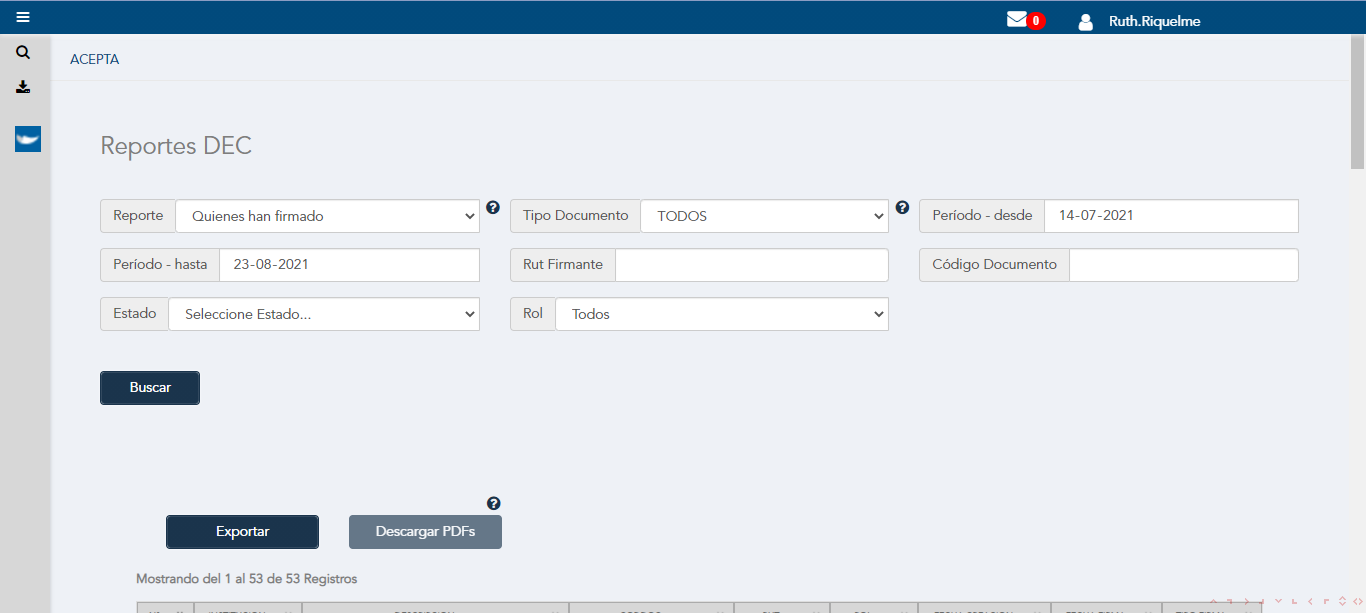 0 Ruth.Riquelme
ACEPTA
Reportes DEC
Reporte Quienes han firmado Tipo Documento TODOS Período - desde 14-07-2021
Período - hasta 23-08-2021 Rut Firmante Código Documento
Estado Seleccione Estado... Rol Todos
Buscar
Exportar Descargar PDFs
Mostrando del 1 al 53 de 53 Registros